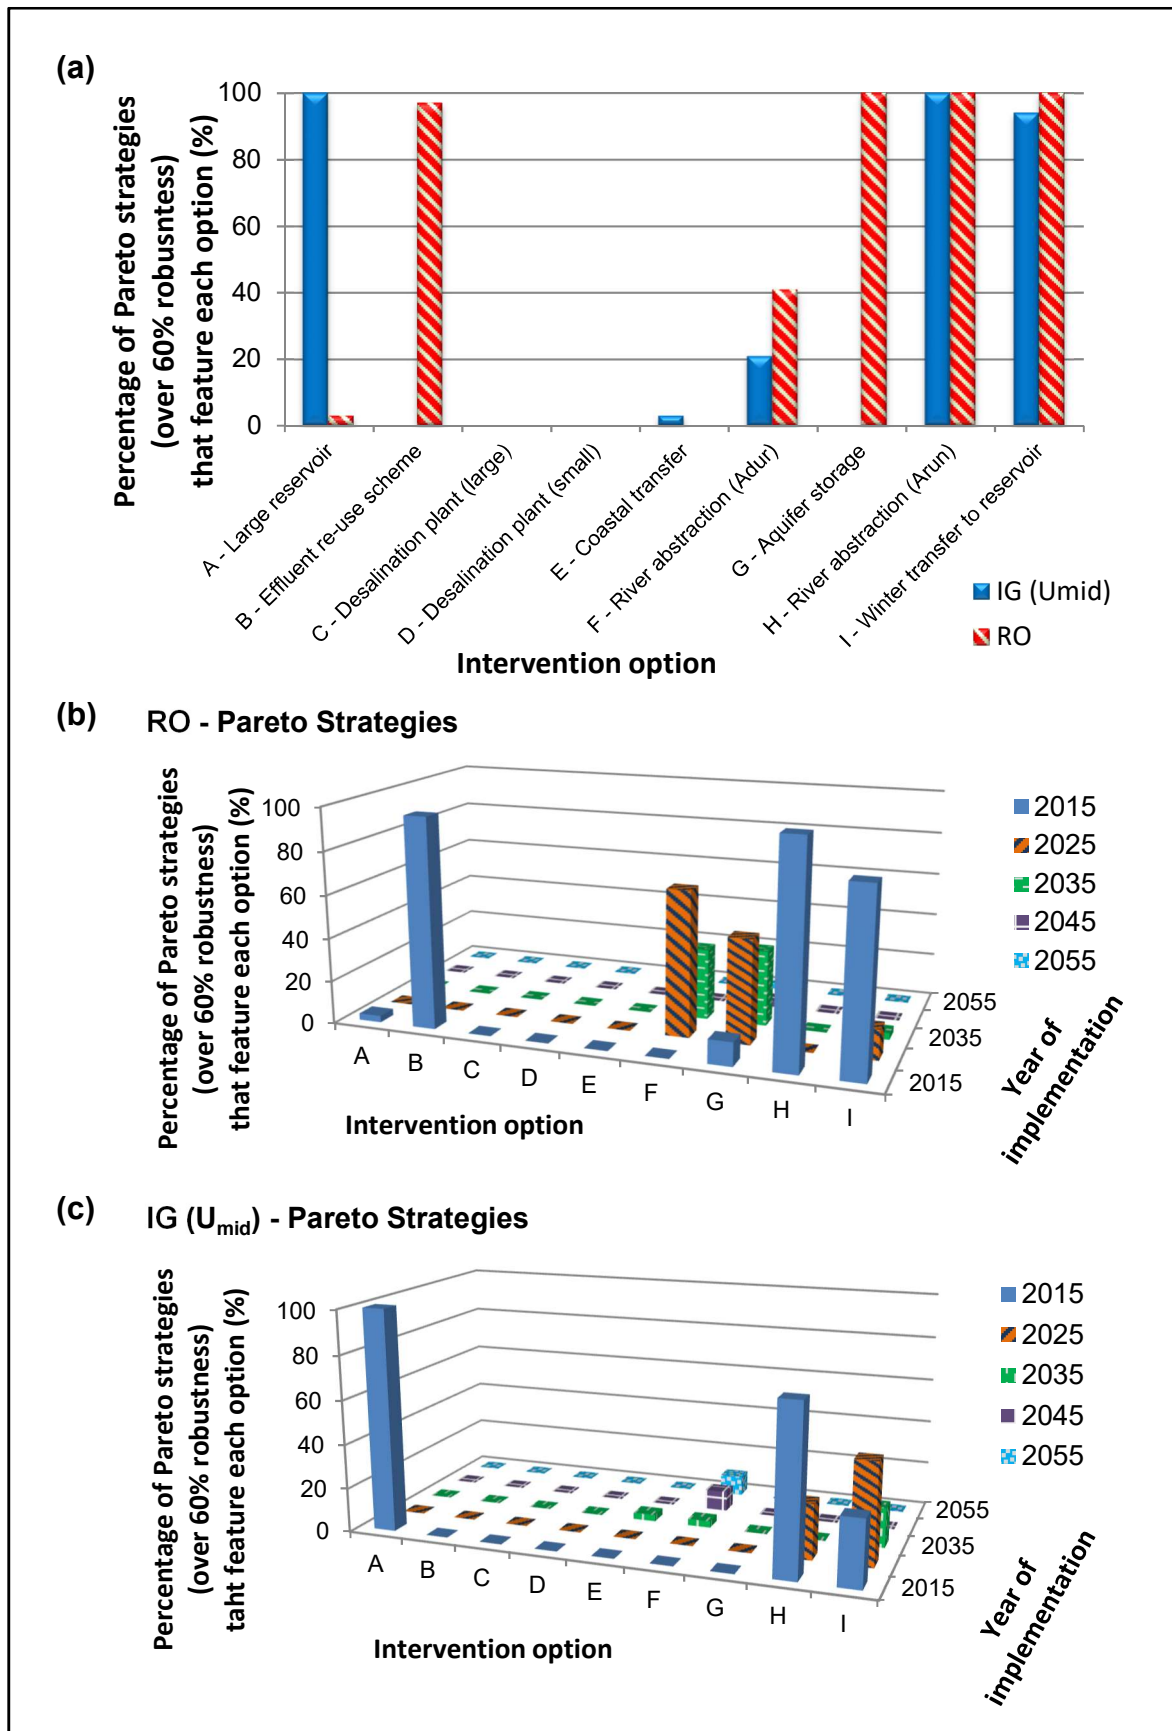 (a)
Percentage of Pareto strategies
(over 60% robusntess)
that feature each option (%)
100
80
60
40
20
0
A - Large reservoir
B - Effluent re-use scheme
C - Desalination plant (large)
D - Desalination plant (small)
E - Coastal transfer
F - River abstraction (Adur)
G - Aquifer storage
H - River abstraction (Arun)
I - Winter transfer to reservoir
IG (Umid)
RO
Intervention option
(b) RO - Pareto Strategies
Percentage of Pareto strategies
(over 60% robustness)
that feature each option (%)
100
80
60
40
20
0
A B C D E F G H I
Intervention option
2015
2035
2055
Year of
implementation
2015
2025
2035
2045
2055
(c) IG (Umid) - Pareto Strategies
Percentage of Pareto strategies
(over 60% robustness)
taht feature each option (%)
100
80
60
40
20
0
A B C D E F G H I
Intervention option
2015
2035
2055
Year of
implementation
2015
2025
2035
2045
2055